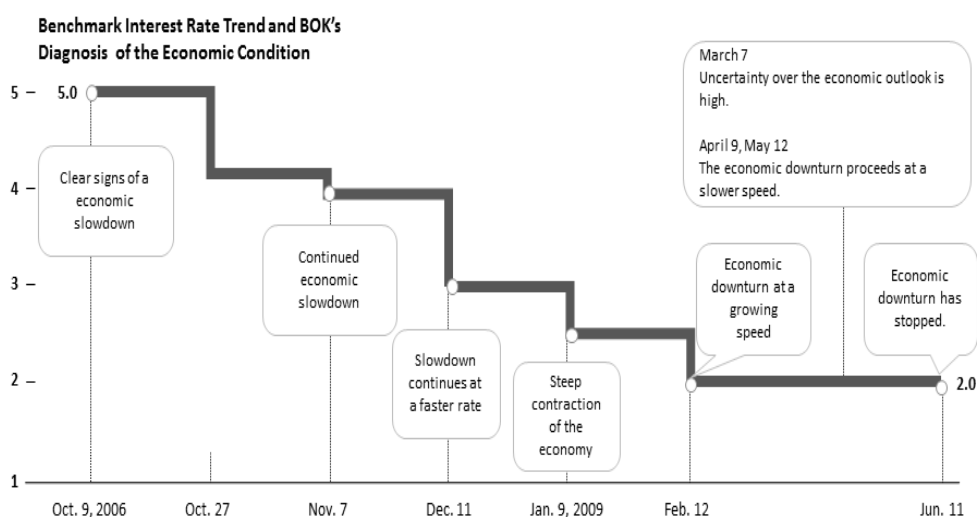 Benchmark Interest Rate Trend and BOK's
Diagnosis of the Economic Condition
March 7
Uncertainty over the economic outlook is
high.
April 9, May 12
The economic downturn proceeds at a
slower speed.
5
5.0
Clear signs of a
economic
slowdown
4
Continued
economic
slowdown
3
Economic
downturn at a
growing
speed
Economic
downturn has
stopped.
Slowdown
continues at
a faster rate
Steep
contraction
of the
economy
2
2.0
1
Oct. 9, 2006
Oct. 27
Nov. 7
Dec. 11
Jan. 9, 2009
Feb. 12
Jun. 11